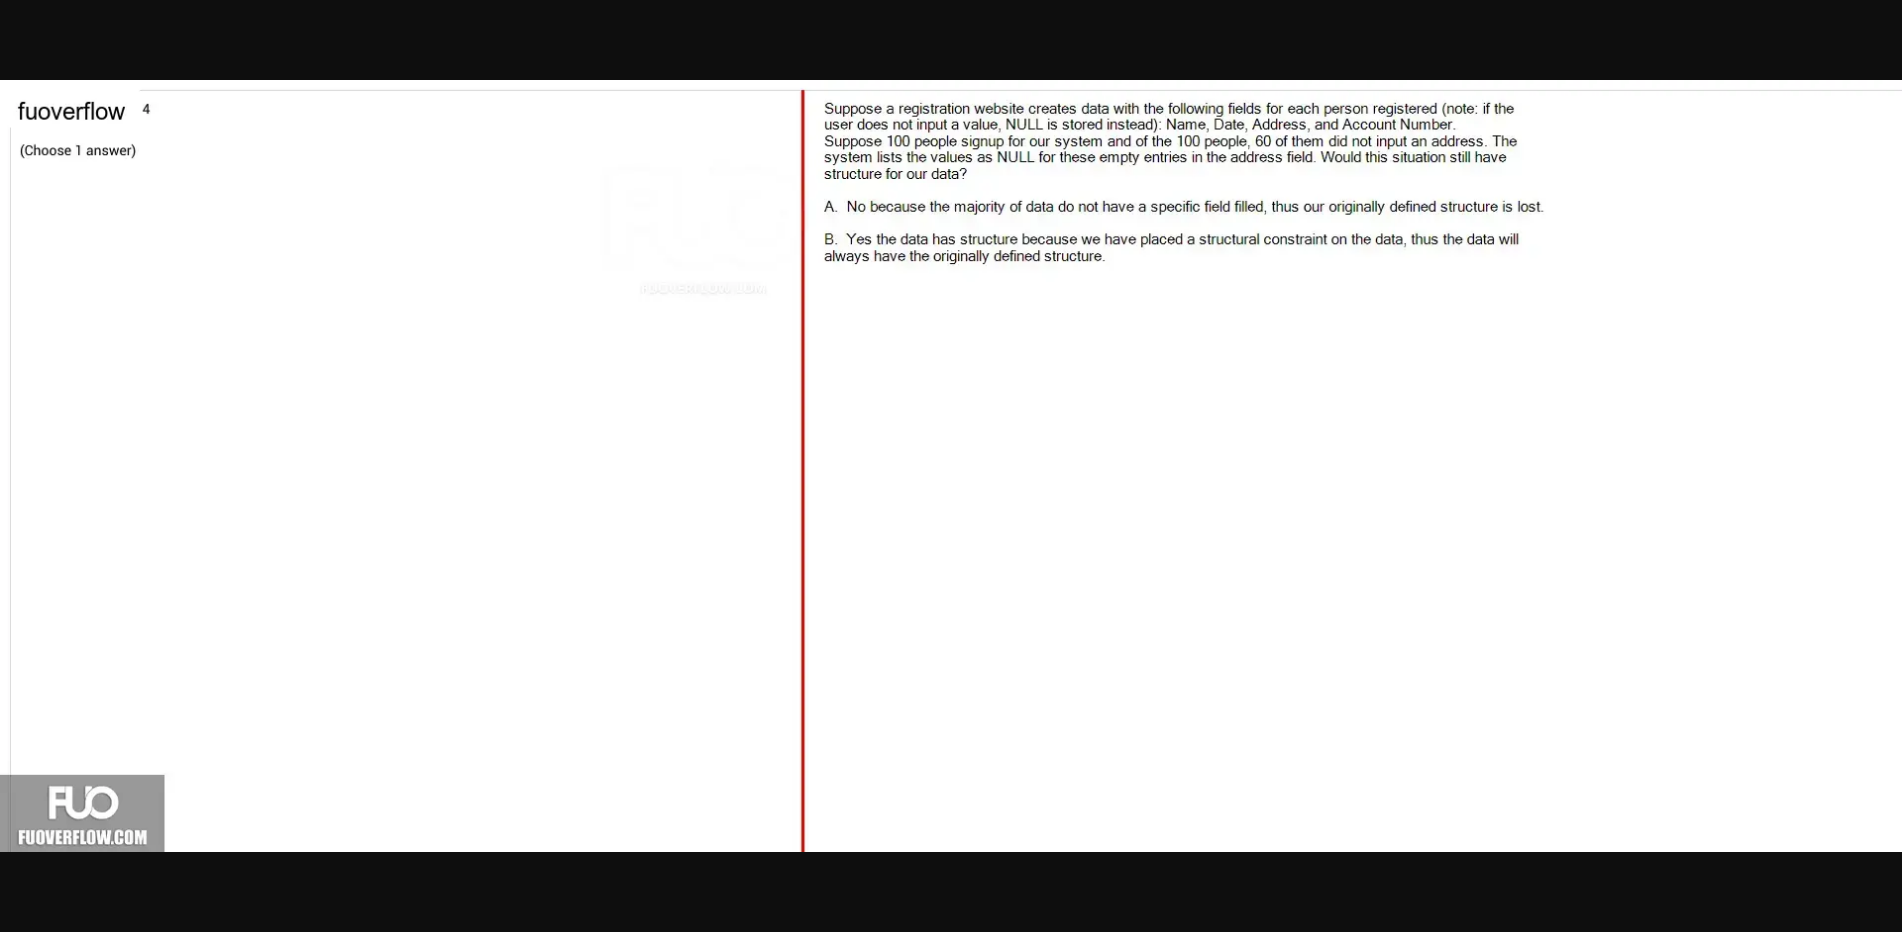 fuoverflow 4
(Choose 1 answer)
Suppose a registration website creates data with the following fields for each person registered (note: if the
user does not input a value, NULL is stored instead): Name, Date, Address, and Account Number.
Suppose 100 people signup for our system and of the 100 people, 60 of them did not input an address. The
system lists the values as NULL for these empty entries in the address field. Would this situation still have
structure for our data?
A. No because the majority of data do not have a specific field filled, thus our originally defined structure is lost.
B. Yes the data has structure because we have placed a structural constraint on the data, thus the data will
always have the originally defined structure.
FUO
FUOVERFLOW.COM
FUO
FUOVERFLOW.COM